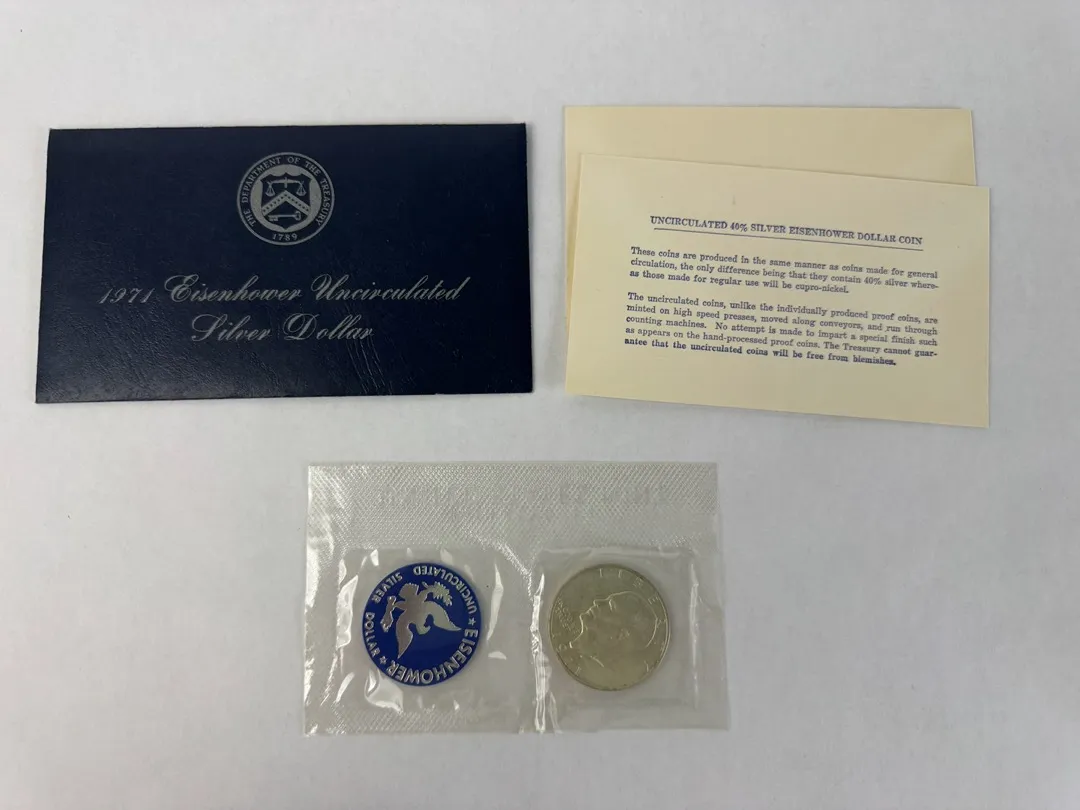 THE DEPARTMENT OF THE TREASURY
1789
1971 Eisenhower Uncirculated
Silver Dollar
UNCIRCULATED 40% SILVER EISENHOWER DOLLAR COIN
These coins are produced in the same manner as coins made for general
circulation, the only difference being that they contain 40% silver where-
as those made for regular use will be cupro-nickel.
The uncirculated coins, unlike the individually produced proof coins, are
minted on high speed presses, moved along conveyors, and run through
counting machines. No attempt is made to impart a special finish such
as appears on the hand-processed proof coins. The Treasury cannot guar-
antee that the uncirculated coins will be free from blemishes.
EISENHOWER
UNCIRCULATED SILVER DOLLAR